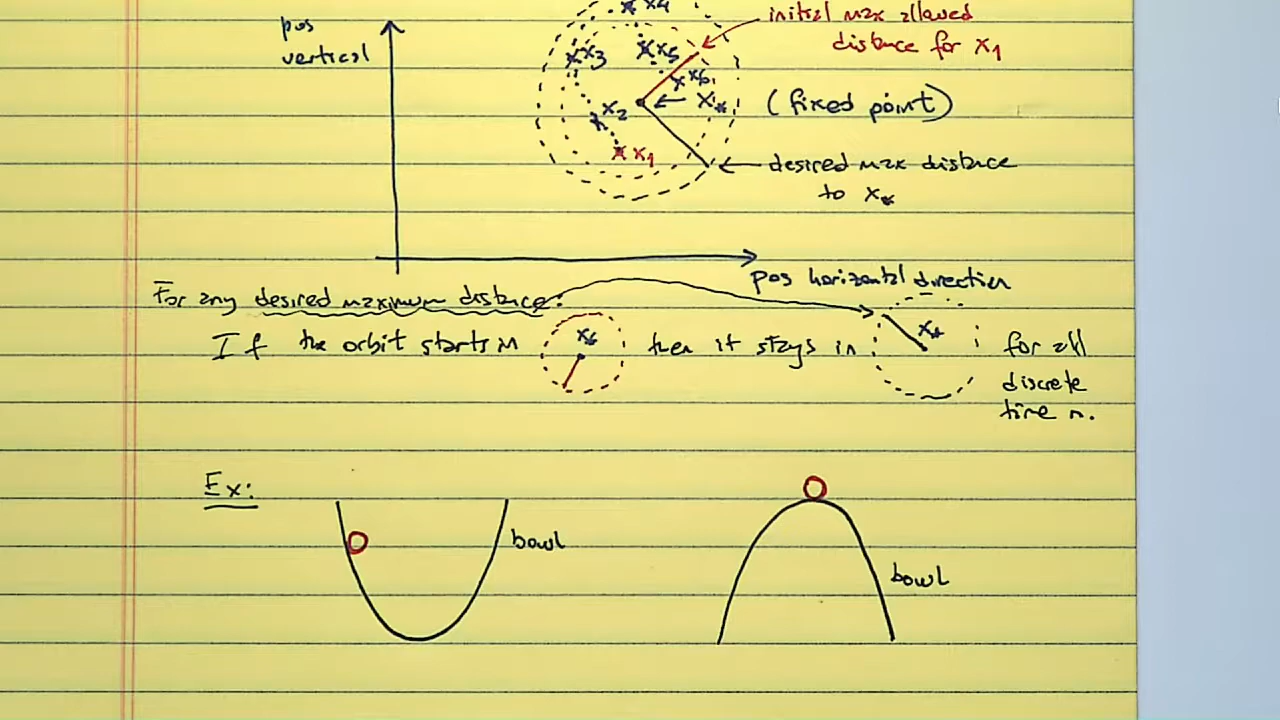 x4
initial max allowed
distance for x1
pos
vertical
x3
x5
x6
x2
x*
(fixed point)
x1
desired max distance
to x*
pos horizontal direction
For any desired maximum distance:
If the orbit starts in x* then it stays in x* for all
discrete
time n.
Ex:
bowl
bowl